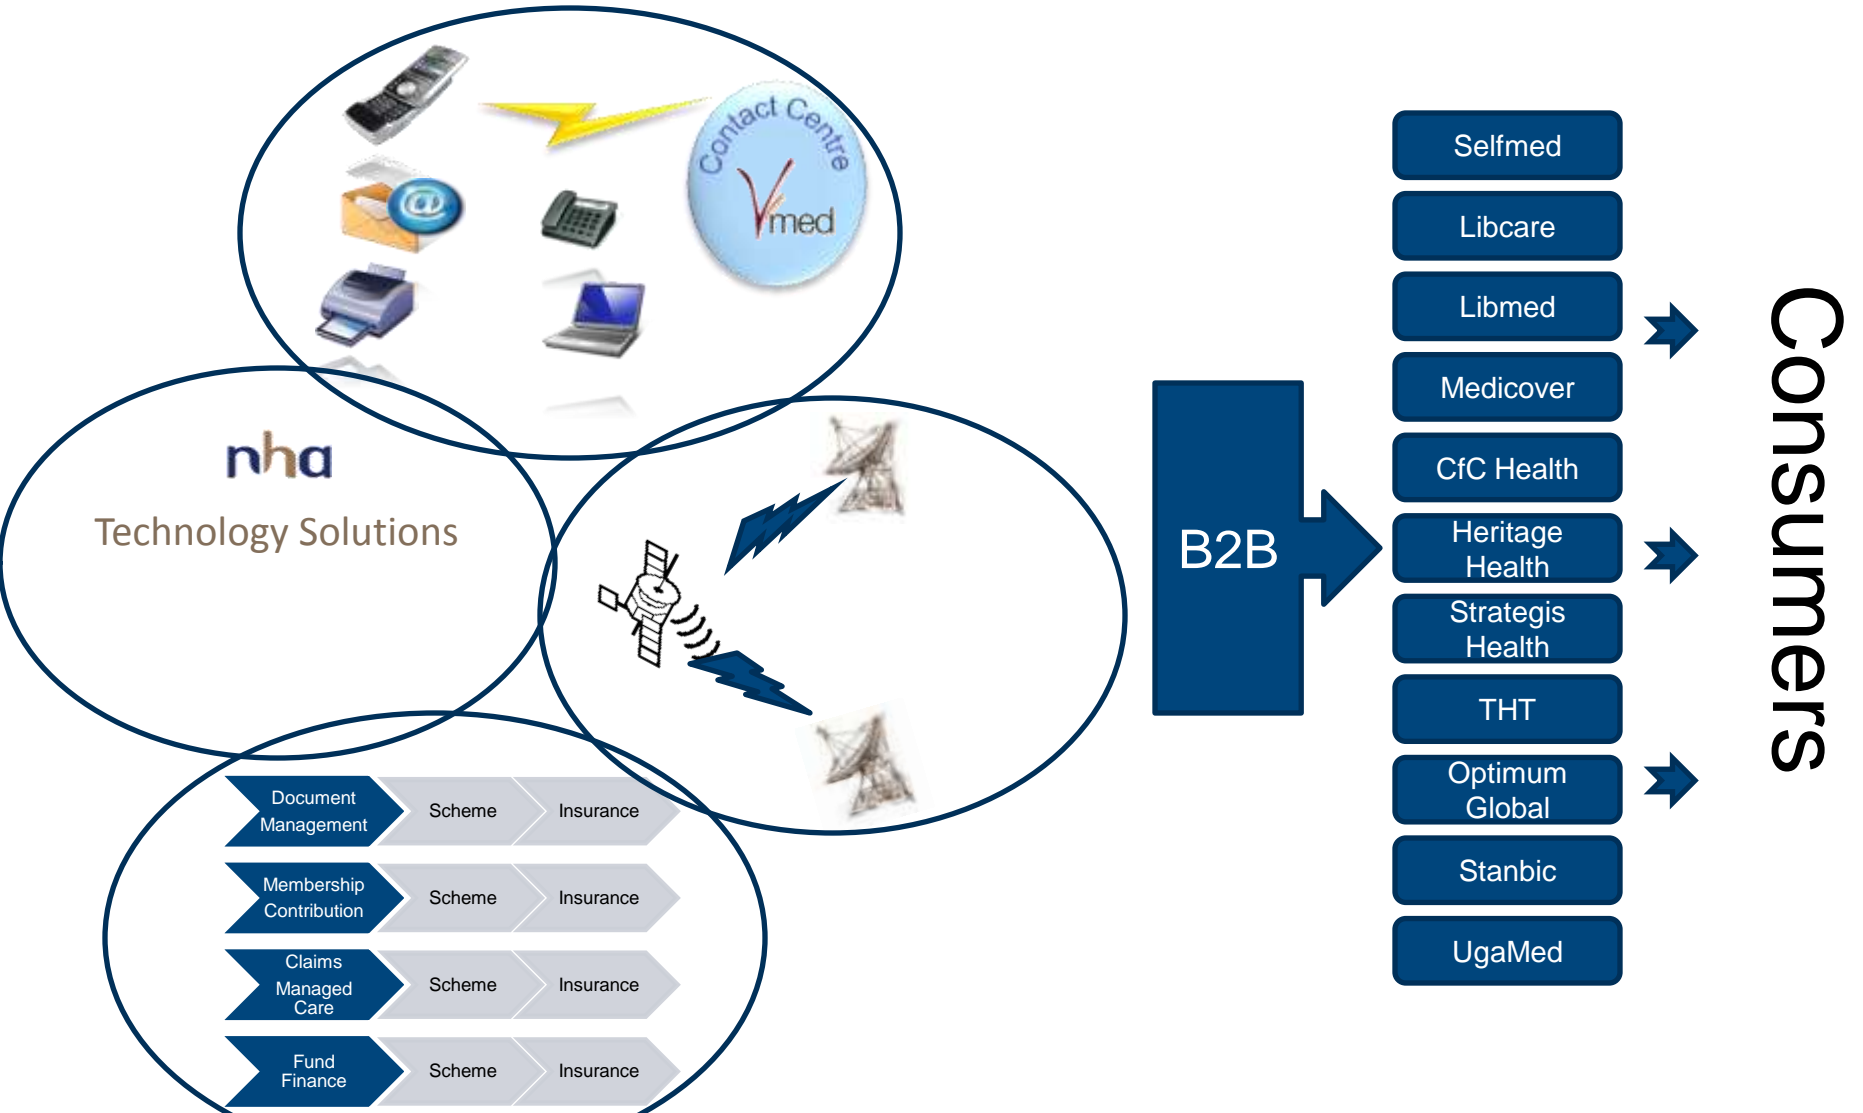 Contact Centre
Vmed
@
nha
Technology Solutions
Document
Management
Scheme
Insurance
Membership
Contribution
Scheme
Insurance
Claims
Managed
Care
Scheme
Insurance
Fund
Finance
Scheme
Insurance
B2B
Selfmed
Libcare
Libmed
Medicover
CfC Health
Heritage
Health
Strategis
Health
THT
Optimum
Global
Stanbic
UgaMed
Consumers